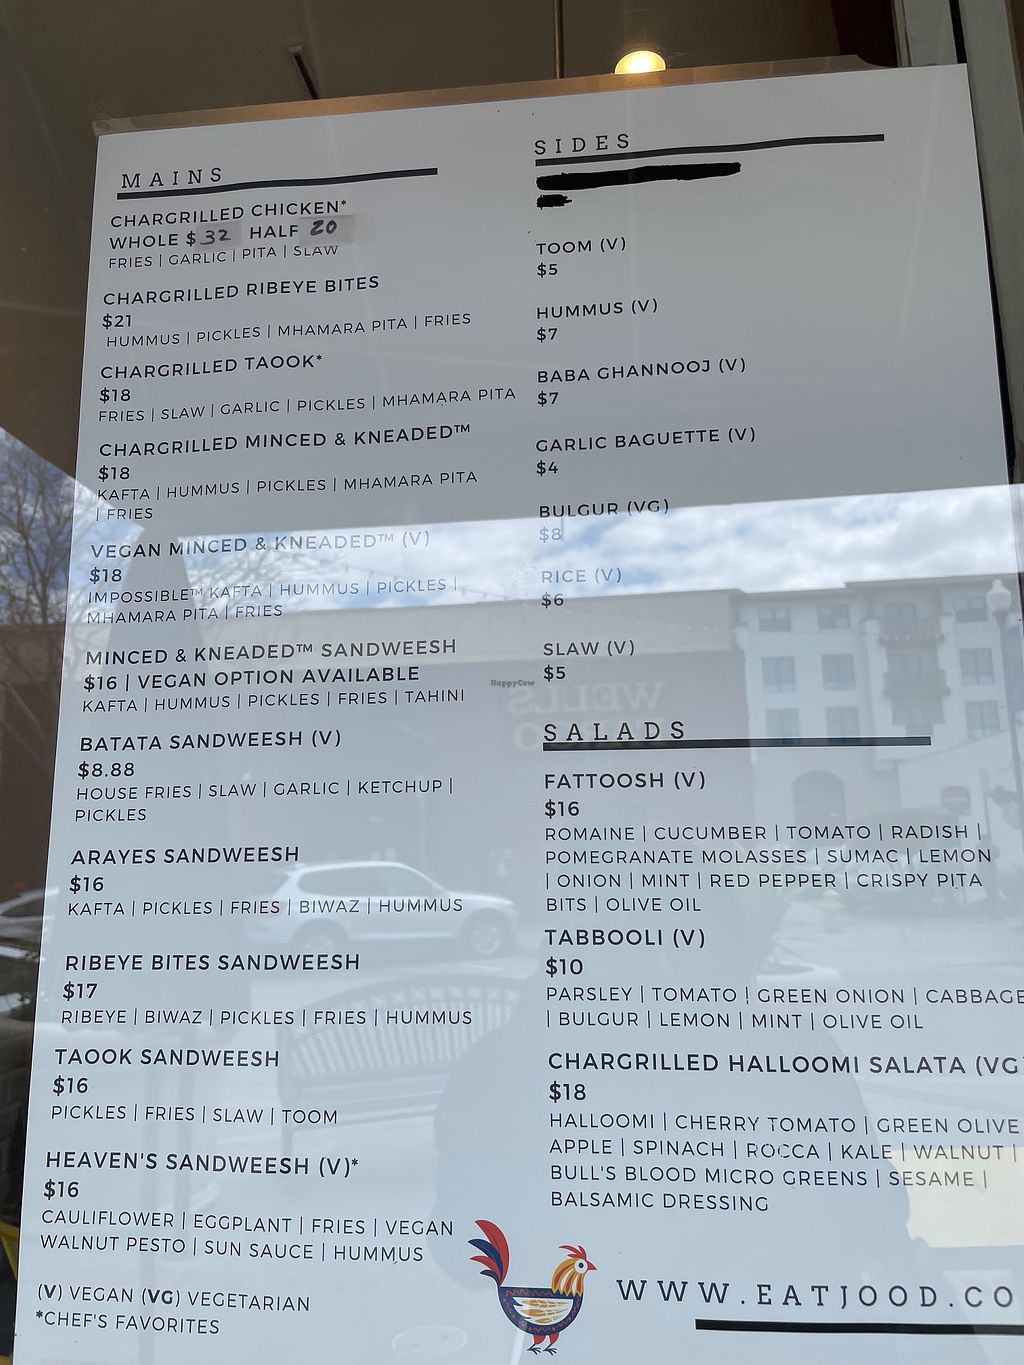 MAINS
CHARGRILLED CHICKEN*
WHOLE $32 HALF 20
FRIES | GARLIC | PITA | SLAW
CHARGRILLED RIBEYE BITES
$21
HUMMUS | PICKLES | MHAMARA PITA | FRIES
CHARGRILLED TAOOK*
$18
FRIES | SLAW | GARLIC | PICKLES | MHAMARA PITA
CHARGRILLED MINCED & KNEADED™
$18
KAFTA | HUMMUS | PICKLES | MHAMARA PITA
| FRIES
VEGAN MINCED & KNEADED™ (V)
$18
IMPOSSIBLE™ KAFTA | HUMMUS | PICKLES |
MHAMARA PITA | FRIES
MINCED & KNEADED™ SANDWEESH
$16 | VEGAN OPTION AVAILABLE
KAFTA | HUMMUS | PICKLES | FRIES | TAHINI
BATATA SANDWEESH (V)
$8.88
HOUSE FRIES | SLAW | GARLIC | KETCHUP |
PICKLES
ARAYES SANDWEESH
$16
KAFTA | PICKLES | FRIES | BIWAZ | HUMMUS
RIBEYE BITES SANDWEESH
$17
RIBEYE | BIWAZ | PICKLES | FRIES | HUMMUS
TAOOK SANDWEESH
$16
PICKLES | FRIES | SLAW | TOOM
HEAVEN'S SANDWEESH (V)*
$16
CAULIFLOWER | EGGPLANT | FRIES | VEGAN
WALNUT PESTO | SUN SAUCE | HUMMUS
(V) VEGAN (VG) VEGETARIAN
*CHEF'S FAVORITES
SIDES
TOOM (V)
$5
HUMMUS (V)
$7
BABA GHANNOOJ (V)
$7
GARLIC BAGUETTE (V)
$4
BULGUR (VG)
$8
RICE (V)
$6
SLAW (V)
$5
HappyCow
WELLS
SALADS
FATTOOSH (V)
$16
ROMAINE | CUCUMBER | TOMATO | RADISH |
POMEGRANATE MOLASSES | SUMAC | LEMON
| ONION | MINT | RED PEPPER | CRISPY PITA
BITS | OLIVE OIL
TABBOOLI (V)
$10
PARSLEY | TOMATO | GREEN ONION | CABBAGE
| BULGUR | LEMON | MINT | OLIVE OIL
CHARGRILLED HALLOOMI SALATA (VG
$18
HALLOOMI | CHERRY TOMATO | GREEN OLIVE
APPLE | SPINACH | ROCCA | KALE | WALNUT |
BULL'S BLOOD MICRO GREENS | SESAME |
BALSAMIC DRESSING
WWW.EATJOOD.CO